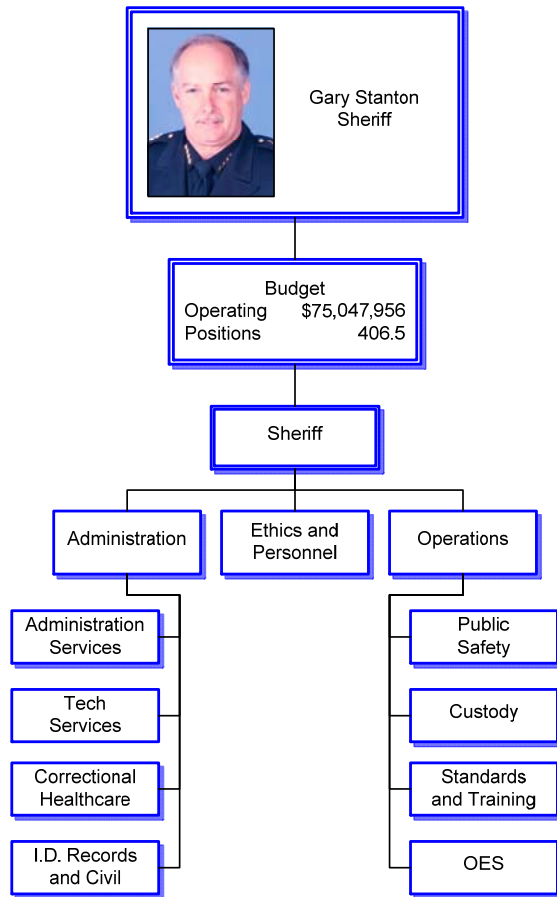 Gary Stanton
Sheriff
Budget
Operating $75,047,956
Positions 406.5
Sheriff
Administration
Ethics and
Personnel
Operations
Administration
Services
Tech
Services
Correctional
Healthcare
I.D. Records
and Civil
Public
Safety
Custody
Standards
and Training
OES